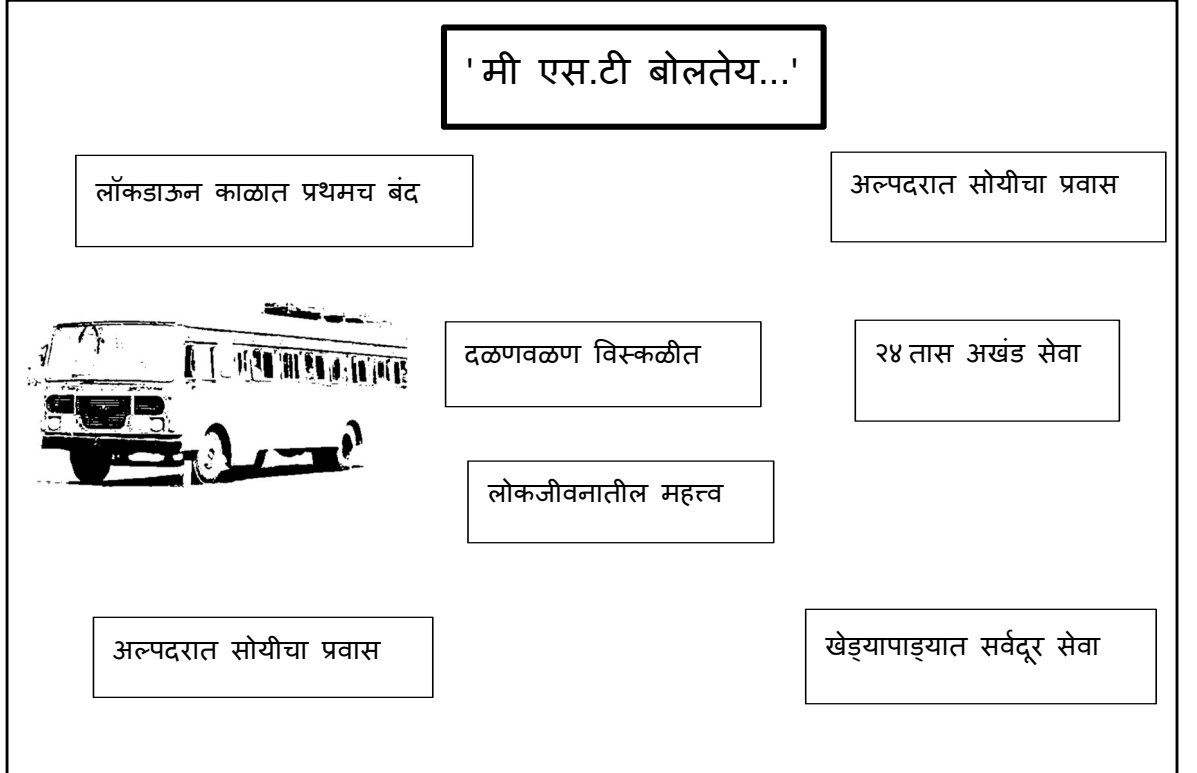 ' मी एस.टी बोलतेय...'
लॉकडाऊन काळात प्रथमच बंद
अल्पदरात सोयीचा प्रवास
दळणवळण विस्कळीत
२४ तास अखंड सेवा
लोकजीवनातील महत्त्व
अल्पदरात सोयीचा प्रवास
खेड्यापाड्यात सर्वदूर सेवा